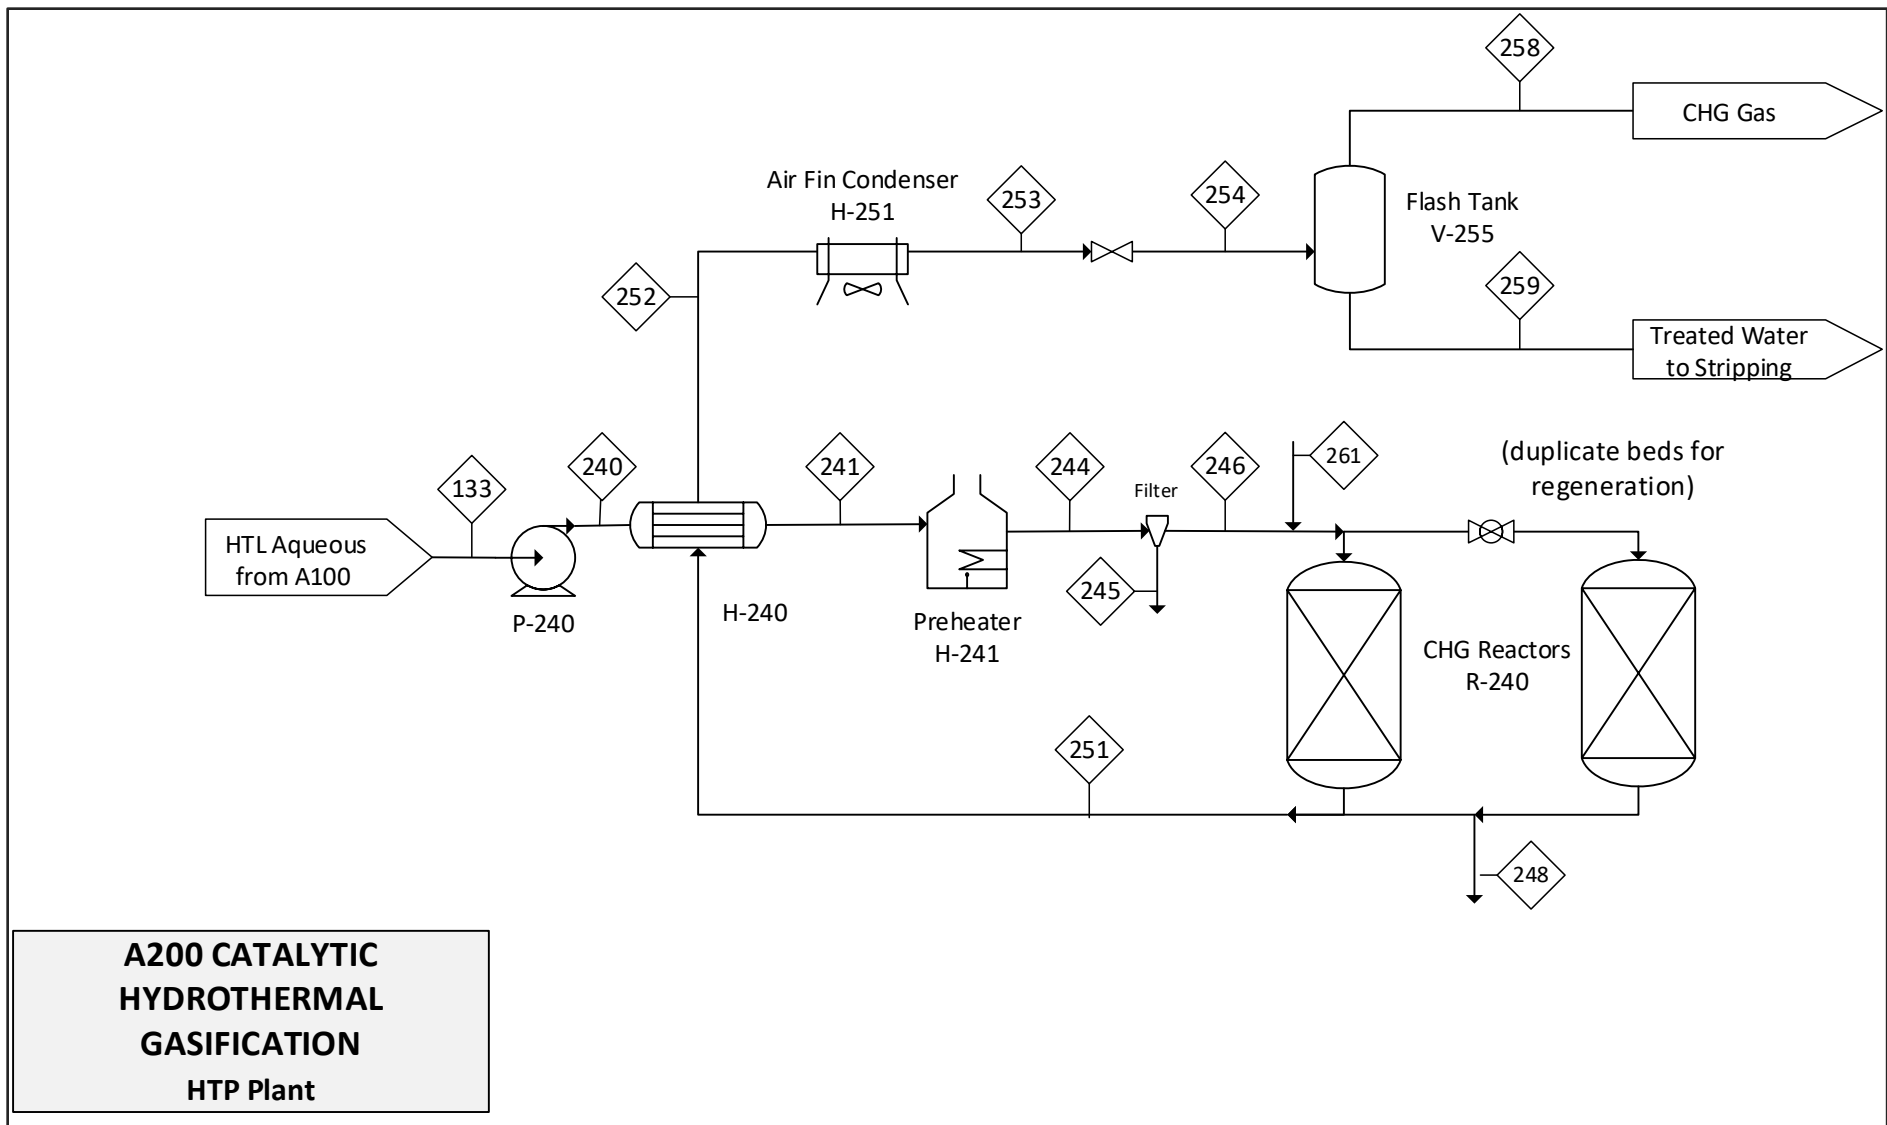 258
CHG Gas
Air Fin Condenser
H-251
253
254
Flash Tank
V-255
252
259
Treated Water
to Stripping
133
240
241
244
Filter
246
261
(duplicate beds for
regeneration)
HTL Aqueous
from A100
P-240
H-240
Preheater
H-241
245
CHG Reactors
R-240
251
248
A200 CATALYTIC
HYDROTHERMAL
GASIFICATION
HTP Plant